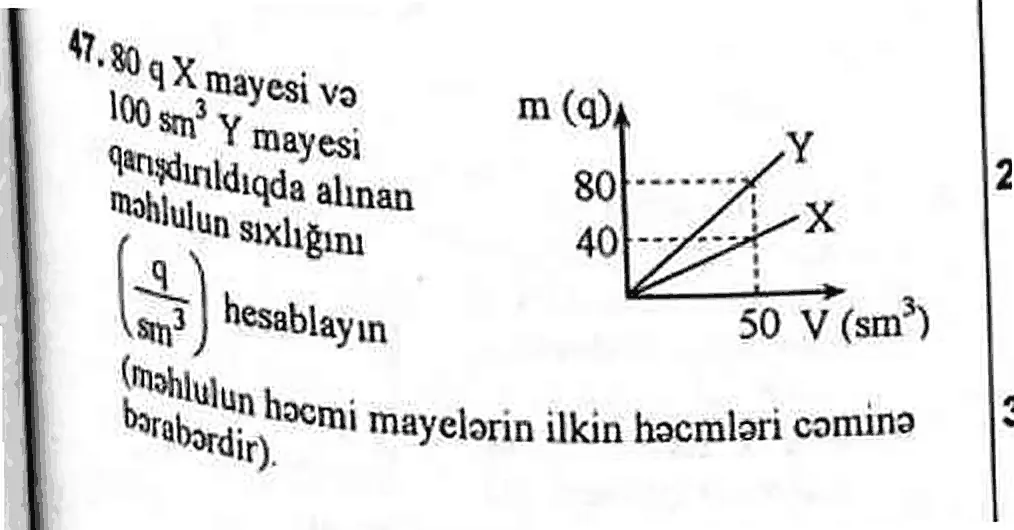 47. 80 q X mayesi və
100 sm³ Y mayesi
qarışdırıldıqda alınan
məhlulun sıxlığını
(q/sm³) hesablayın
(məhlulun həcmi mayelərin ilkin həcmləri cəminə
bərabərdir).
m (q)
Y
80
X
40
50 V (sm³)
2
3